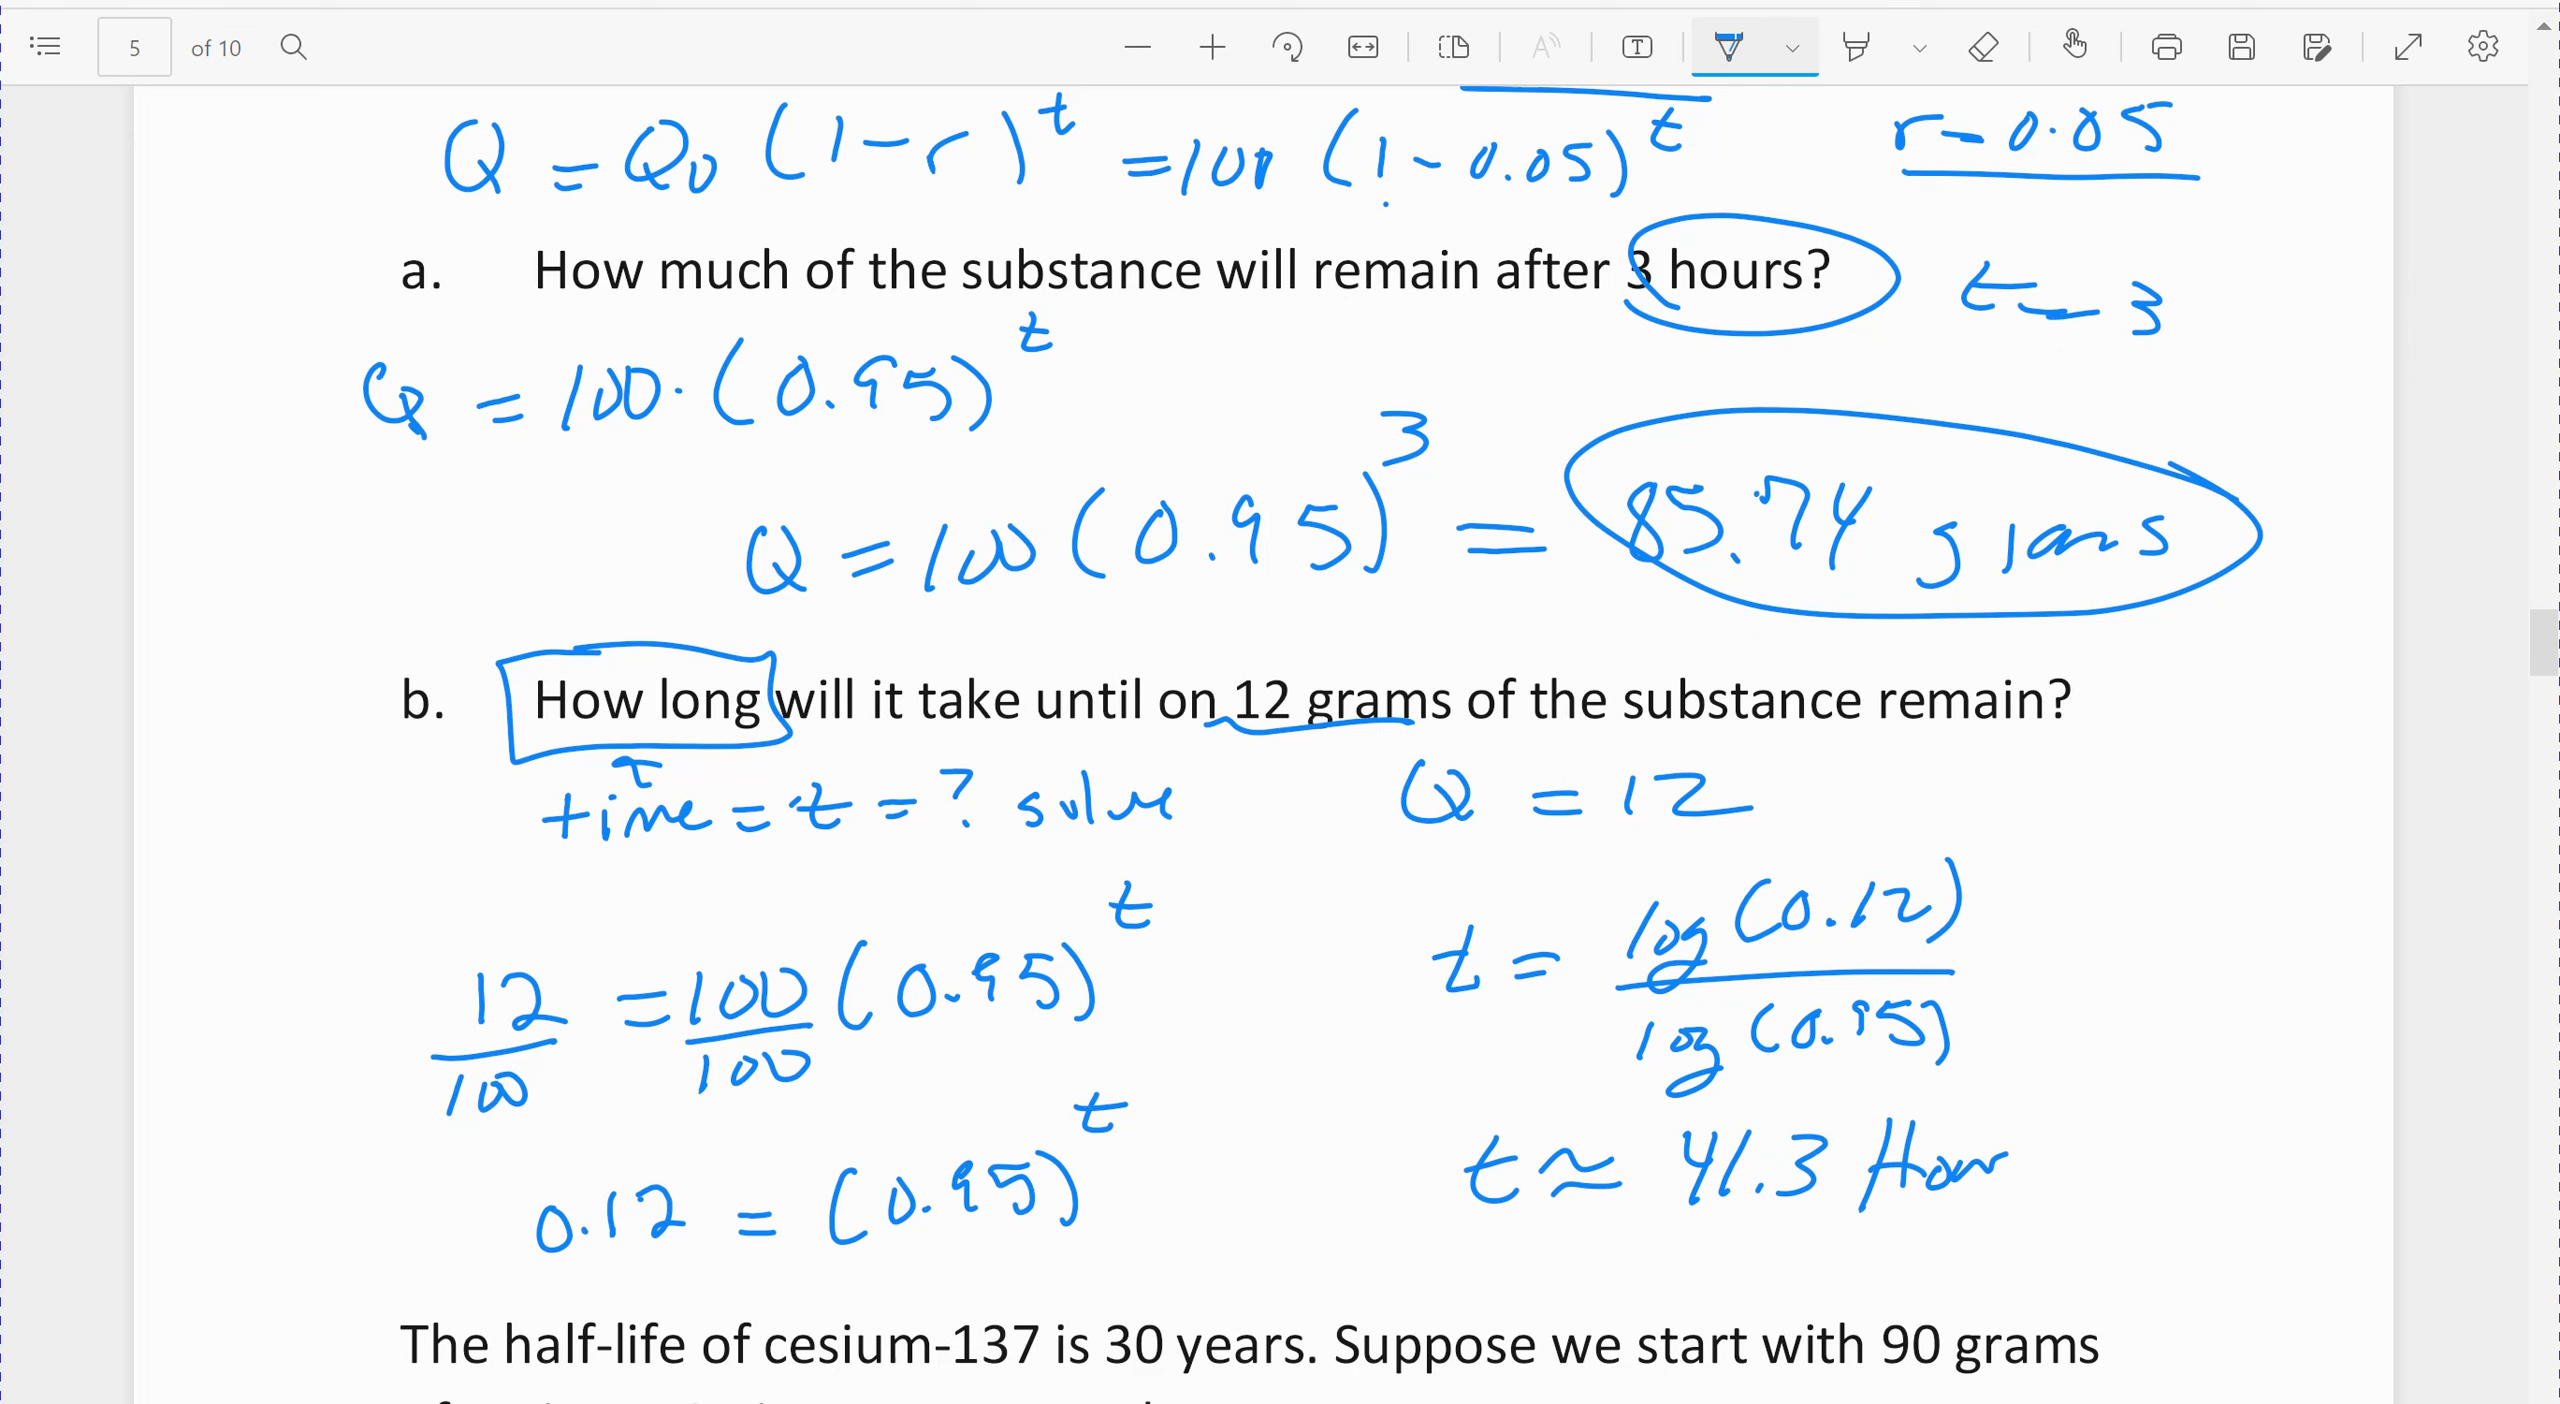 5 of 10
Q = Q₀ (1 - r)^t = 100 (1 - 0.05)^t r = 0.05
a. How much of the substance will remain after 3 hours? t = 3
Q = 100 · (0.95)^t
Q = 100 (0.95)^3 = 85.74 grams
b. How long will it take until on 12 grams of the substance remain?
time = t = ? solve Q = 12
12/100 = 100/100 (0.95)^t t = log (0.12) / log (0.95)
0.12 = (0.95)^t t ≈ 41.3 Hour
The half-life of cesium-137 is 30 years. Suppose we start with 90 grams